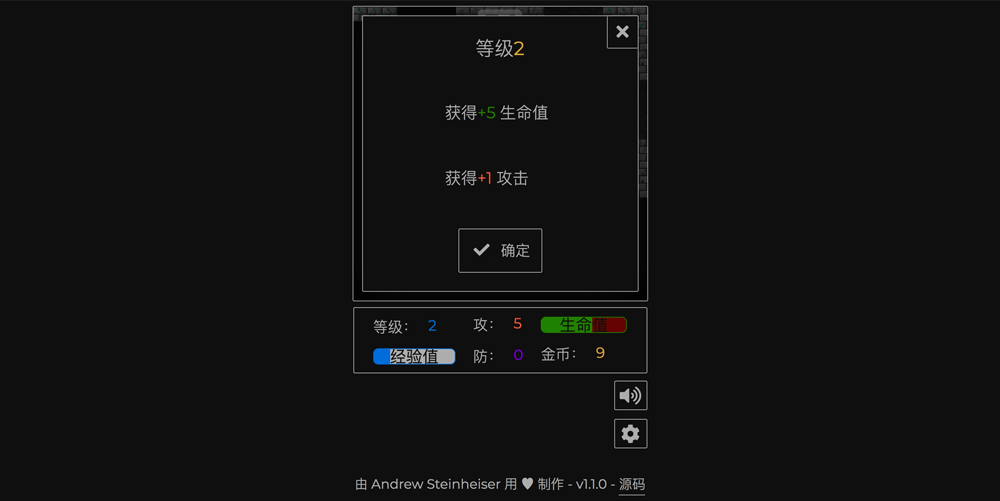 等级2
获得+5 生命值
获得+1 攻击
确定
等级： 2
攻： 5
生命值
经验值
防： 0
金币： 9
由 Andrew Steinheiser 用 ♥ 制作 - v1.1.0 - 源码